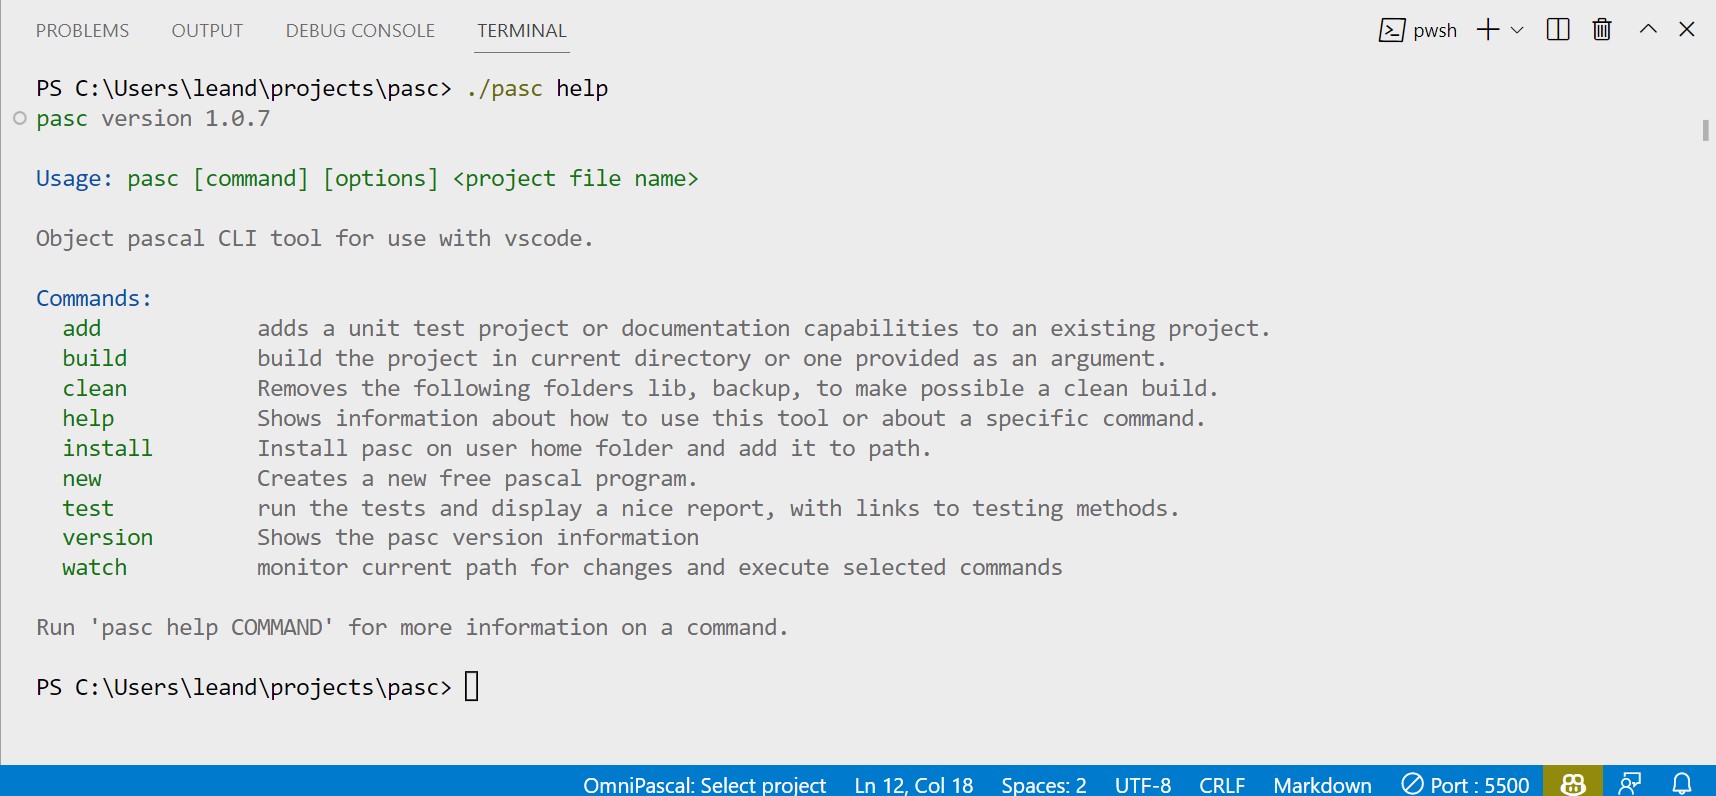 PROBLEMS OUTPUT DEBUG CONSOLE TERMINAL pwsh
PS C:\Users\leand\projects\pasc> ./pasc help
pasc version 1.0.7
Usage: pasc [command] [options] <project file name>
Object pascal CLI tool for use with vscode.
Commands:
add adds a unit test project or documentation capabilities to an existing project.
build build the project in current directory or one provided as an argument.
clean Removes the following folders lib, backup, to make possible a clean build.
help Shows information about how to use this tool or about a specific command.
install Install pasc on user home folder and add it to path.
new Creates a new free pascal program.
test run the tests and display a nice report, with links to testing methods.
version Shows the pasc version information
watch monitor current path for changes and execute selected commands
Run 'pasc help COMMAND' for more information on a command.
PS C:\Users\leand\projects\pasc>
OmniPascal: Select project Ln 12, Col 18 Spaces: 2 UTF-8 CRLF Markdown Port : 5500